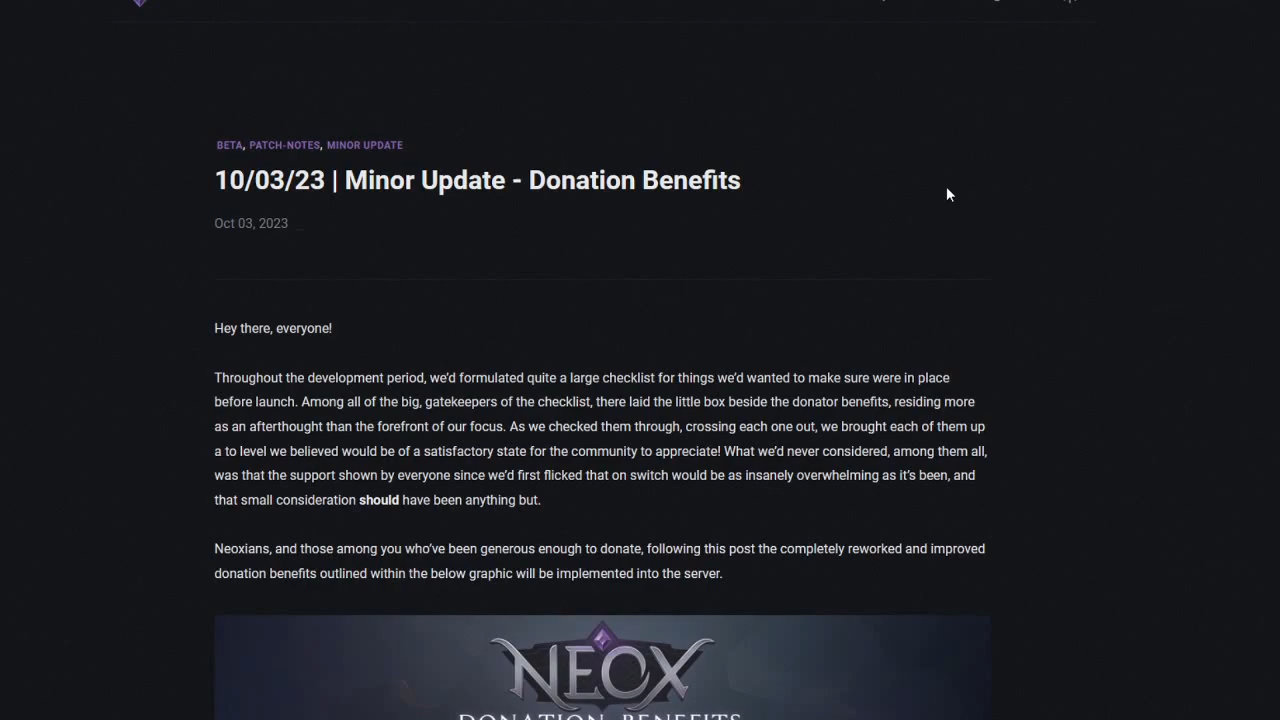 BETA, PATCH-NOTES, MINOR UPDATE
10/03/23 | Minor Update - Donation Benefits
Oct 03, 2023
Hey there, everyone!
Throughout the development period, we’d formulated quite a large checklist for things we’d wanted to make sure were in place
before launch. Among all of the big, gatekeepers of the checklist, there laid the little box beside the donator benefits, residing more
as an afterthought than the forefront of our focus. As we checked them through, crossing each one out, we brought each of them up
a to level we believed would be of a satisfactory state for the community to appreciate! What we’d never considered, among them all,
was that the support shown by everyone since we’d first flicked that on switch would be as insanely overwhelming as it’s been, and
that small consideration should have been anything but.
Neoxians, and those among you who’ve been generous enough to donate, following this post the completely reworked and improved
donation benefits outlined within the below graphic will be implemented into the server.
NEOX
DONATION BENEFITS